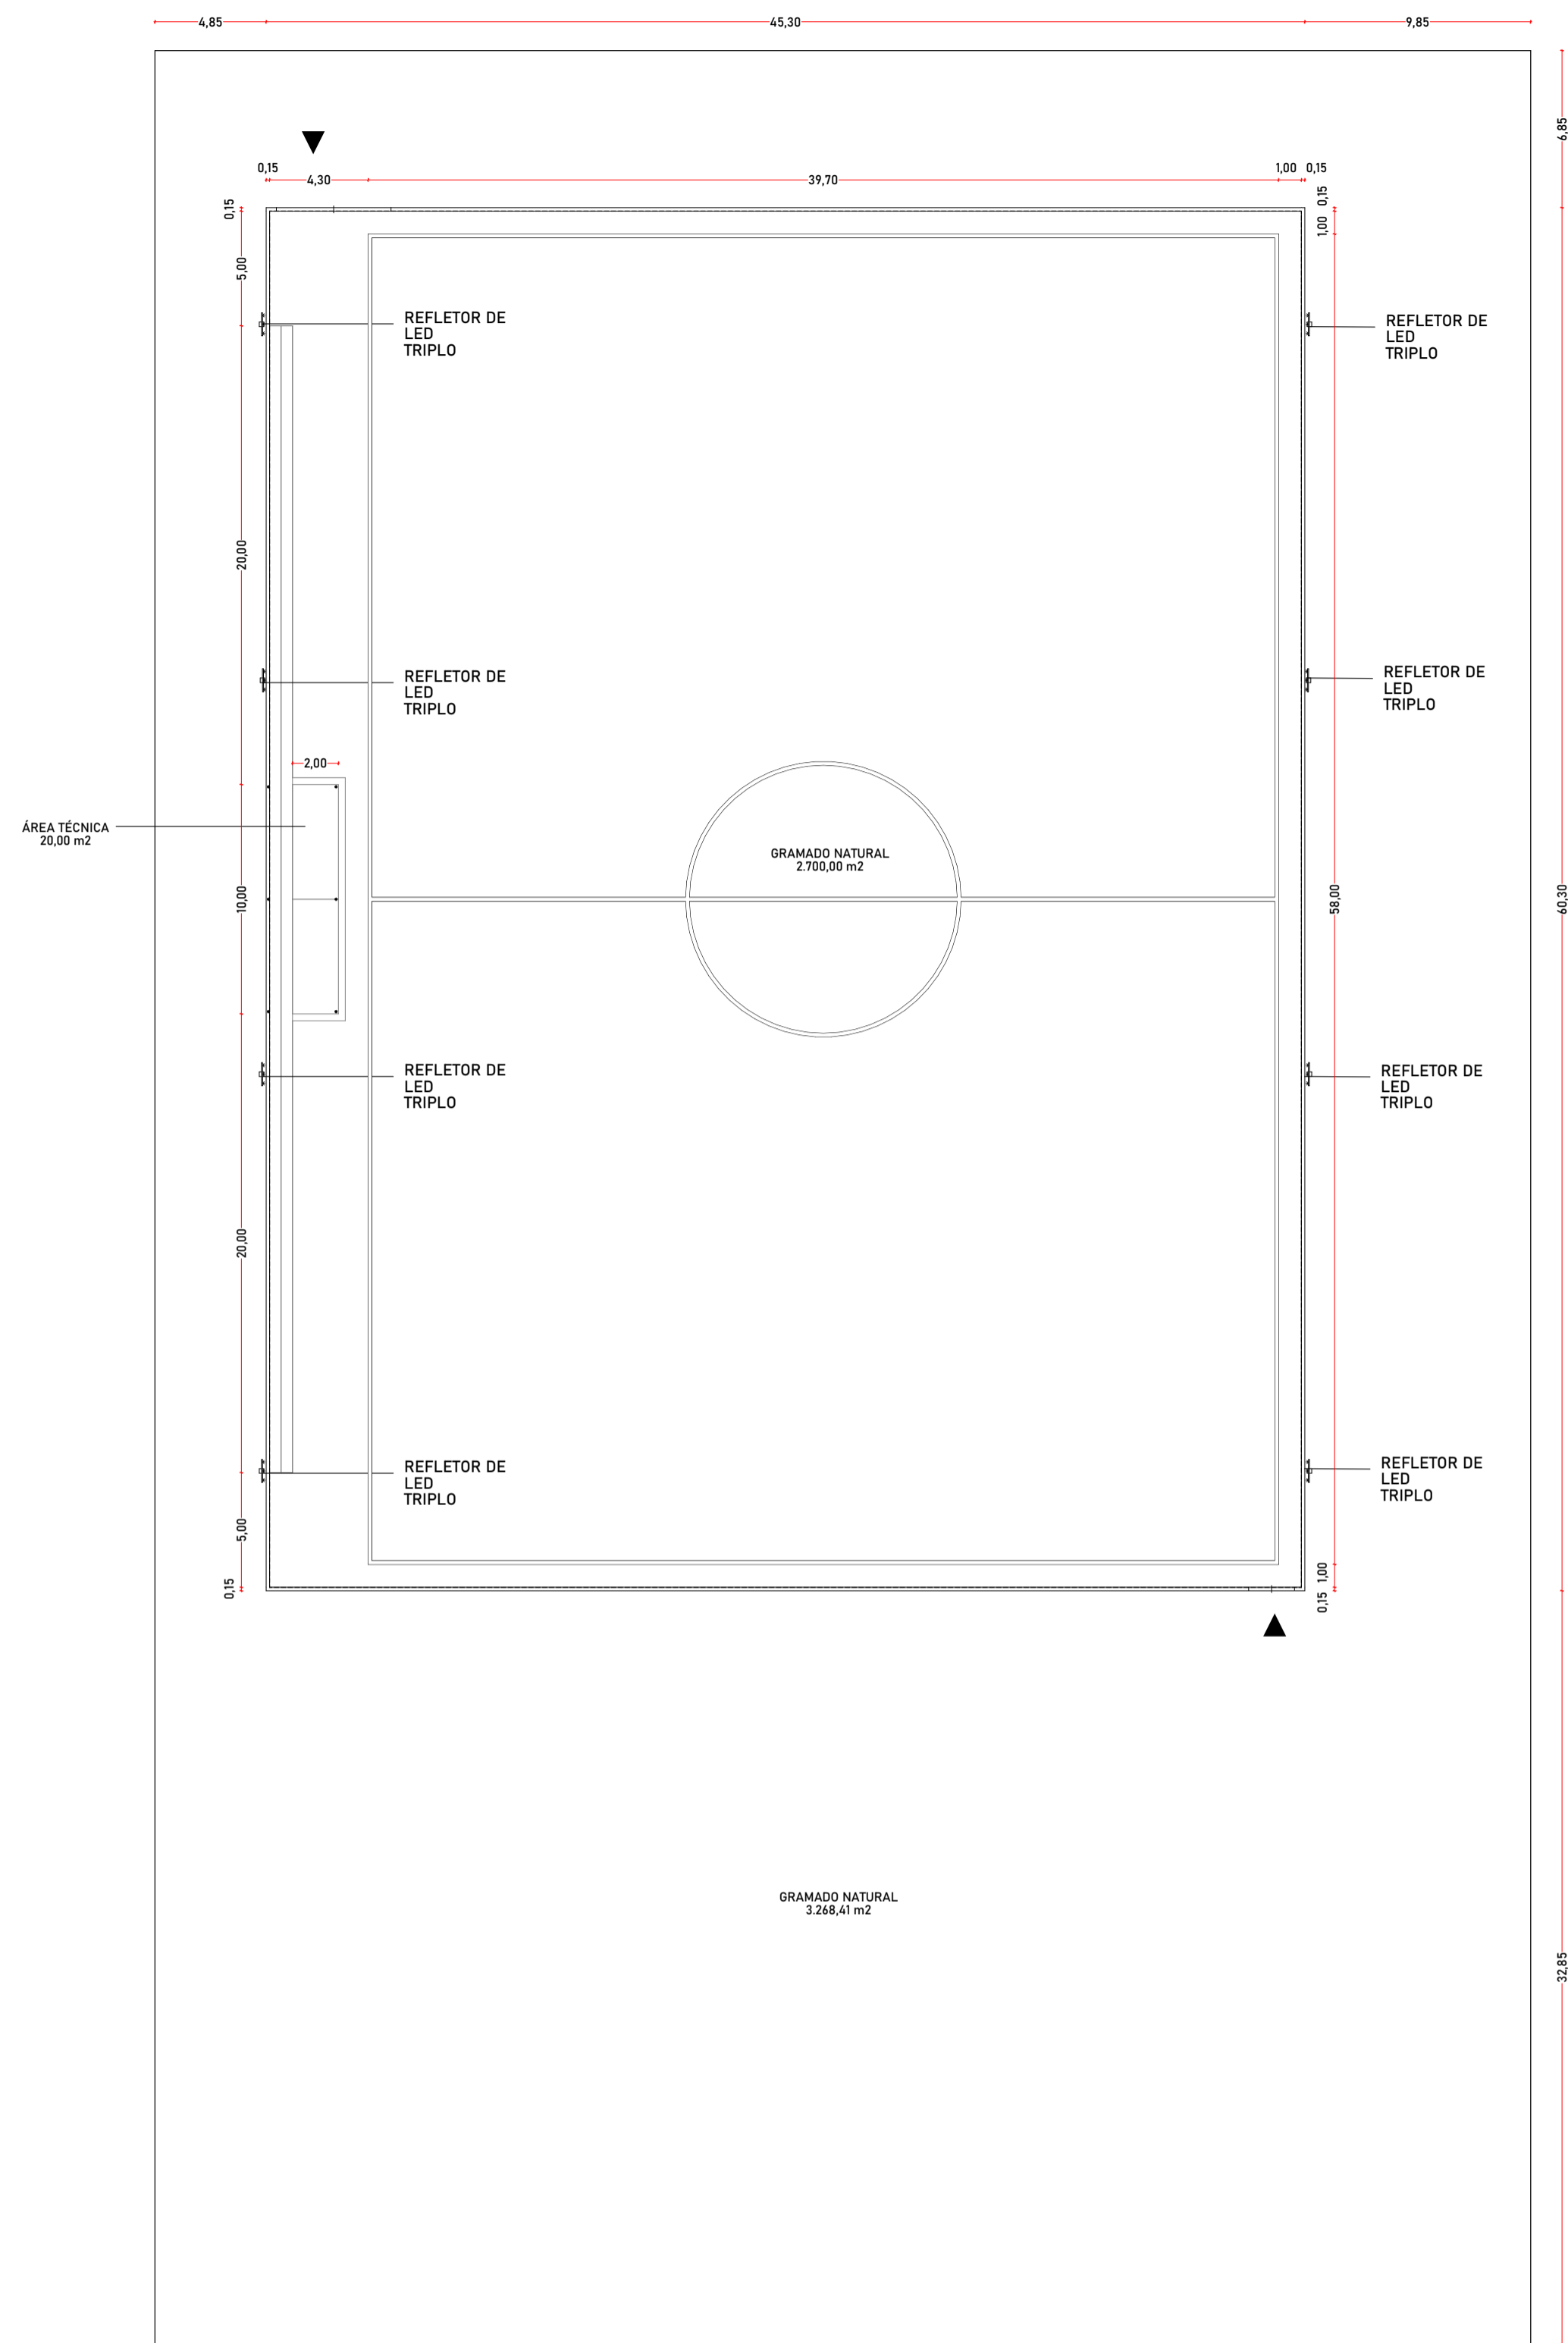 4,85
45,30
9,85
6,85
0,15
4,30
39,70
1,00
0,15
0,15
0,15
1,00
5,00
REFLETOR DE
LED
TRIPLO
REFLETOR DE
LED
TRIPLO
20,00
REFLETOR DE
LED
TRIPLO
REFLETOR DE
LED
TRIPLO
2,00
ÁREA TÉCNICA
20,00 m2
GRAMADO NATURAL
2.700,00 m2
10,00
58,00
60,30
REFLETOR DE
LED
TRIPLO
REFLETOR DE
LED
TRIPLO
20,00
REFLETOR DE
LED
TRIPLO
REFLETOR DE
LED
TRIPLO
5,00
0,15
1,00
0,15
GRAMADO NATURAL
3.268,41 m2
32,85